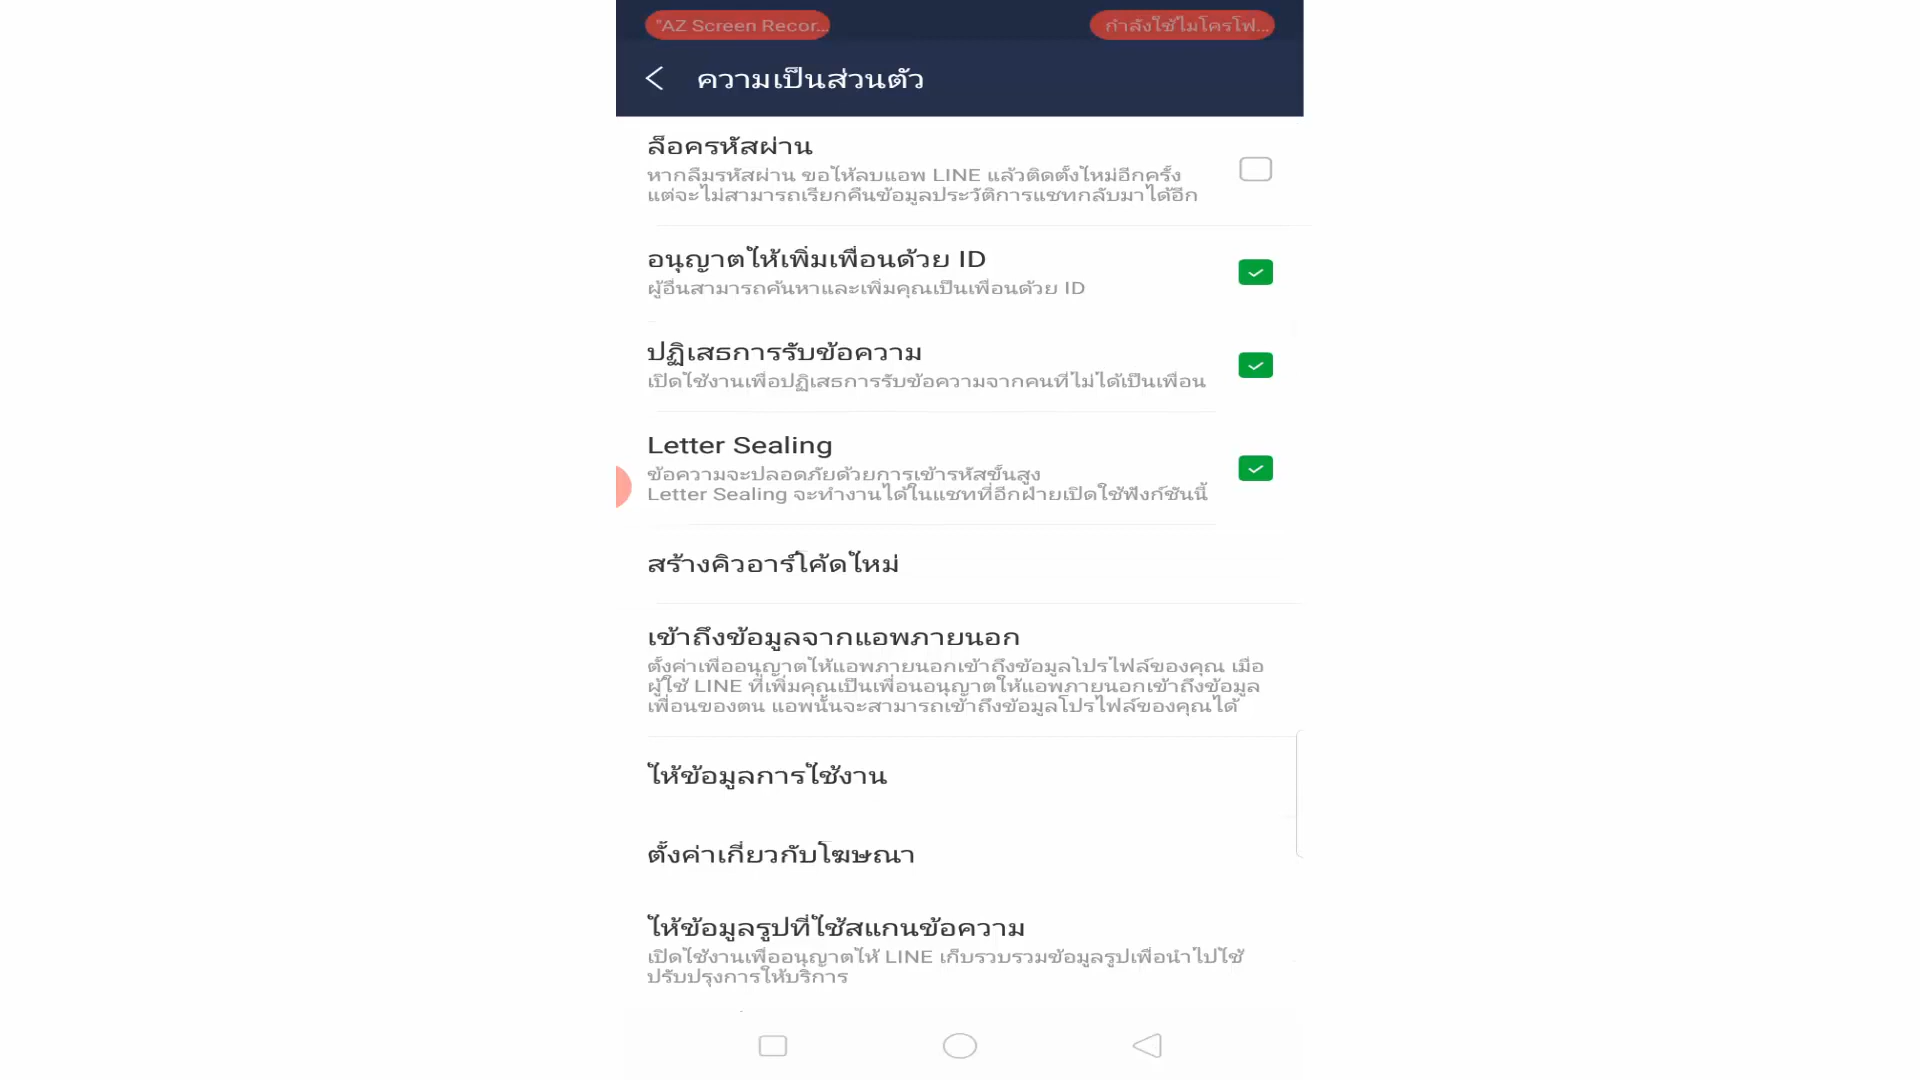 "AZ Screen Recor... กำลังใช้ไมโครโฟ...
ความเป็นส่วนตัว
ล็อครหัสผ่าน
หากลืมรหัสผ่าน ขอให้ลบแอพ LINE แล้วติดตั้งใหม่อีกครั้ง
แต่จะไม่สามารถเรียกคืนข้อมูลประวัติการแชทกลับมาได้อีก
อนุญาตให้เพิ่มเพื่อนด้วย ID
ผู้อื่นสามารถค้นหาและเพิ่มคุณเป็นเพื่อนด้วย ID
ปฏิเสธการรับข้อความ
เปิดใช้งานเพื่อปฏิเสธการรับข้อความจากคนที่ไม่ได้เป็นเพื่อน
Letter Sealing
ข้อความจะปลอดภัยด้วยการเข้ารหัสขั้นสูง
Letter Sealing จะทำงานได้ในแชทที่อีกฝ่ายเปิดใช้ฟังก์ชันนี้
สร้างคิวอาร์โค้ดใหม่
เข้าถึงข้อมูลจากแอพภายนอก
ตั้งค่าเพื่ออนุญาตให้แอพภายนอกเข้าถึงข้อมูลโปรไฟล์ของคุณ เมื่อ
ผู้ใช้ LINE ที่เพิ่มคุณเป็นเพื่อนอนุญาตให้แอพภายนอกเข้าถึงข้อมูล
เพื่อนของตน แอพนั้นจะสามารถเข้าถึงข้อมูลโปรไฟล์ของคุณได้
ให้ข้อมูลการใช้งาน
ตั้งค่าเกี่ยวกับโฆษณา
ให้ข้อมูลรูปที่ใช้สแกนข้อความ
เปิดใช้งานเพื่ออนุญาตให้ LINE เก็บรวบรวมข้อมูลรูปเพื่อนำไปใช้
ปรับปรุงการให้บริการ